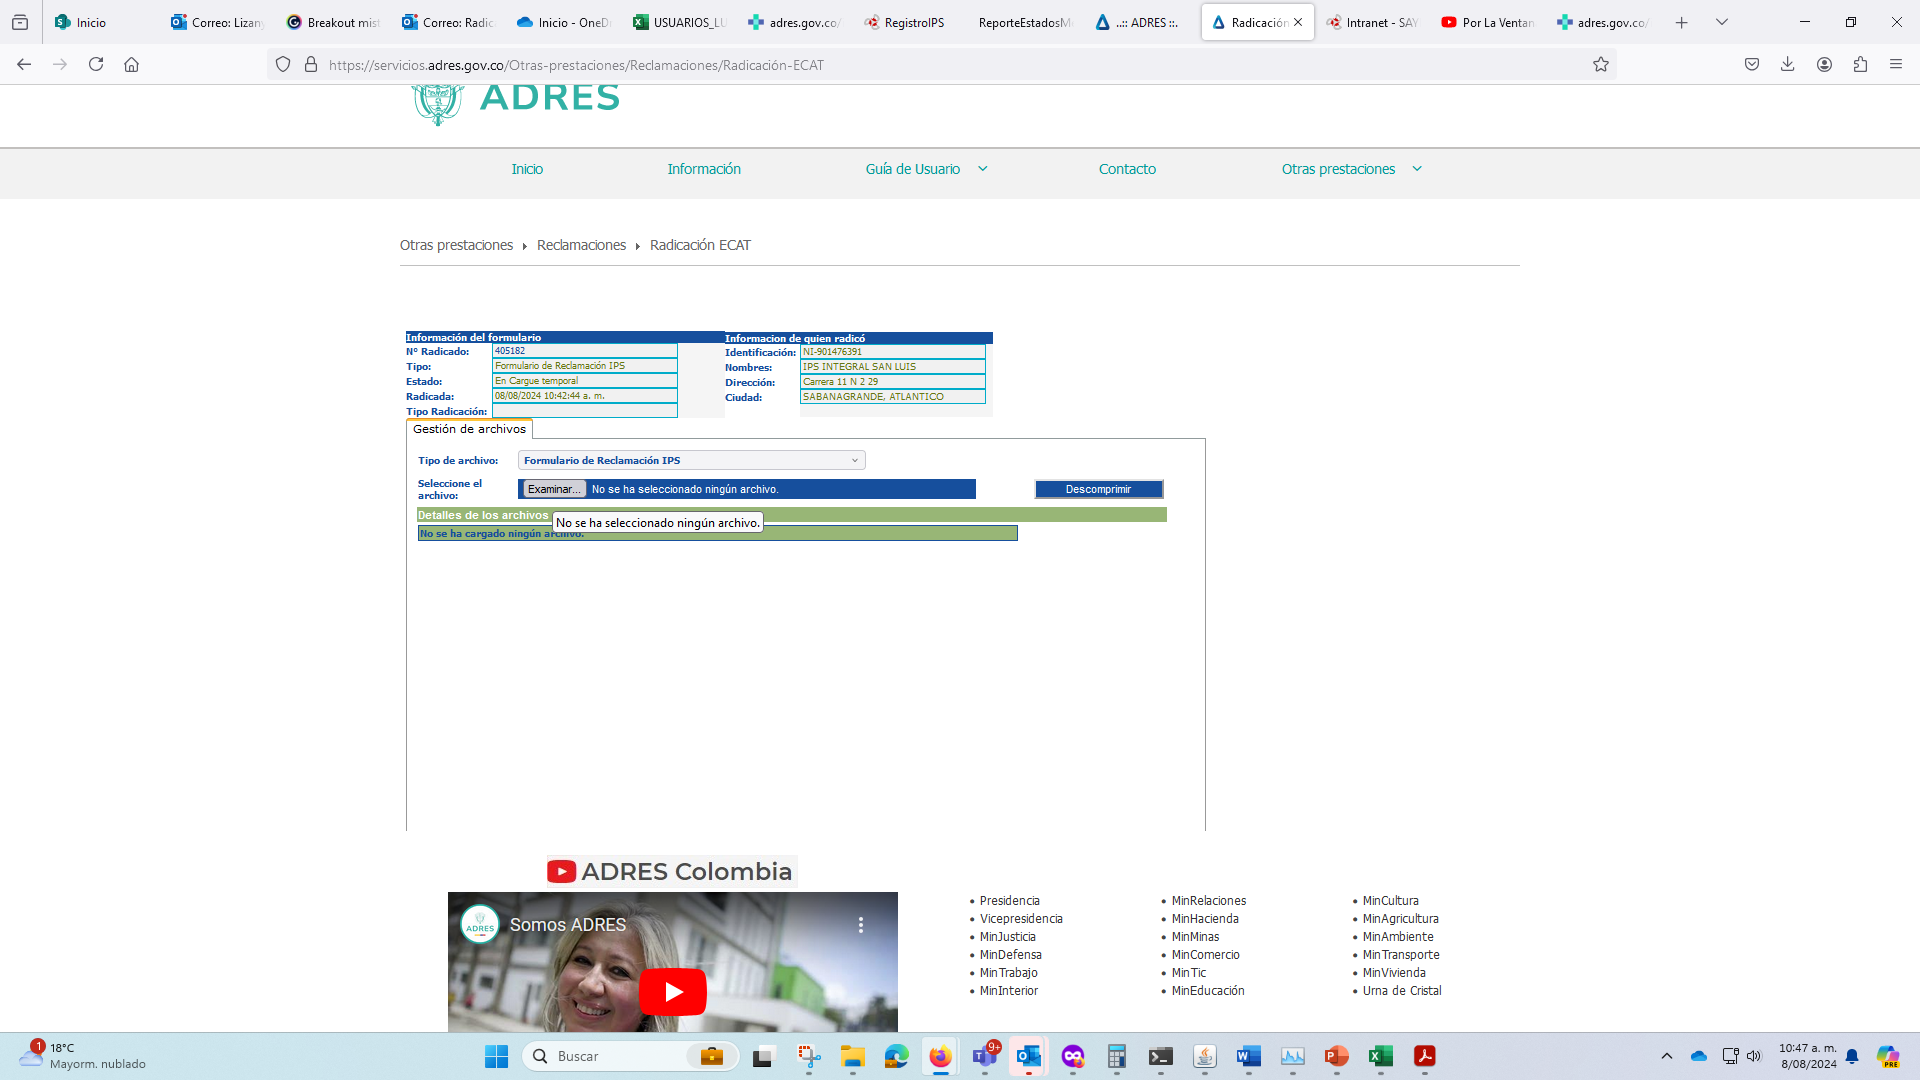 Inicio
Correo: Lizan
Breakout mist
Correo: Radic
Inicio - OneDr
USUARIOS_LU
adres.gov.co/
RegistroIPS
ReporteEstadosM
..:: ADRES ::.
Radicación
Intranet - SAY
Por La Ventan
adres.gov.co/
https://servicios.adres.gov.co/Otras-prestaciones/Reclamaciones/Radicación-ECAT
ADRES
Inicio
Información
Guía de Usuario
Contacto
Otras prestaciones
Otras prestaciones
Reclamaciones
Radicación ECAT
Información del formulario
Nº Radicado: 405182
Tipo: Formulario de Reclamación IPS
Estado: En Cargue temporal
Radicada: 08/08/2024 10:42:44 a. m.
Tipo Radicación:
Informacion de quien radicó
Identificación: NI-901476391
Nombres: IPS INTEGRAL SAN LUIS
Dirección: Carrera 11 N 2 29
Ciudad: SABANAGRANDE, ATLANTICO
Gestión de archivos
Tipo de archivo: Formulario de Reclamación IPS
Seleccione el
archivo:
Examinar... No se ha seleccionado ningún archivo.
Descomprimir
Detalles de los archivos
No se ha seleccionado ningún archivo.
No se ha cargado ningún archivo.
ADRES Colombia
ADRES
Somos ADRES
Presidencia
Vicepresidencia
MinJusticia
MinDefensa
MinTrabajo
MinInterior
MinRelaciones
MinHacienda
MinMinas
MinComercio
MinTic
MinEducación
MinCultura
MinAgricultura
MinAmbiente
MinTransporte
MinVivienda
Urna de Cristal
1
18°C
Mayorm. nublado
Buscar
9+
10:47 a. m.
8/08/2024
PRE